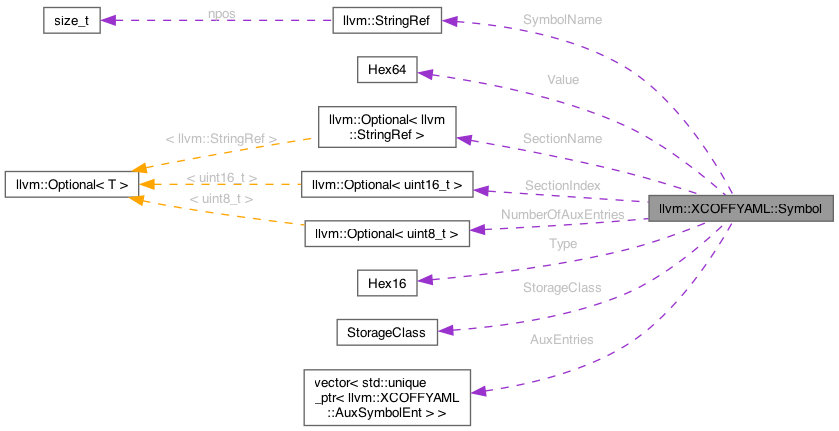 size_t
npos
llvm::StringRef
SymbolName
Hex64
Value
llvm::Optional< llvm
::StringRef >
SectionName
< llvm::StringRef >
llvm::Optional< T >
< uint16_t >
llvm::Optional< uint16_t >
SectionIndex
< uint8_t >
llvm::Optional< uint8_t >
NumberOfAuxEntries
llvm::XCOFFYAML::Symbol
Type
Hex16
StorageClass
StorageClass
AuxEntries
vector< std::unique
_ptr< llvm::XCOFFYAML
::AuxSymbolEnt > >